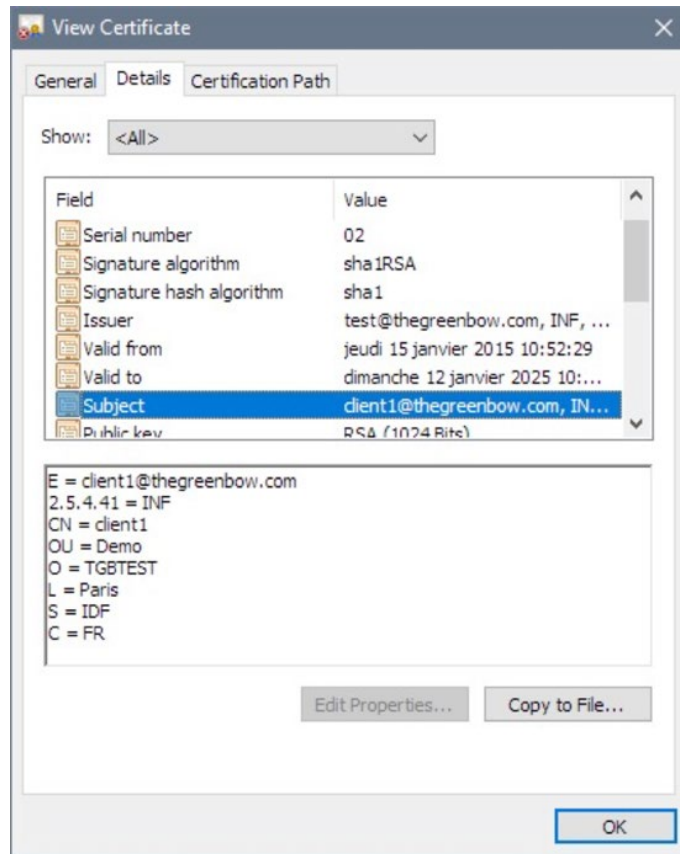 View Certificate
General Details Certification Path
Show: <All>
Field Value
Serial number 02
Signature algorithm sha1RSA
Signature hash algorithm sha1
Issuer test@thegreenbow.com, INF, ...
Valid from jeudi 15 janvier 2015 10:52:29
Valid to dimanche 12 janvier 2025 10:...
Subject client1@thegreenbow.com, IN...
Public key RSA (1024 Bits)
E = client1@thegreenbow.com
2.5.4.41 = INF
CN = client1
OU = Demo
O = TGBTEST
L = Paris
S = IDF
C = FR
Edit Properties... Copy to File...
OK